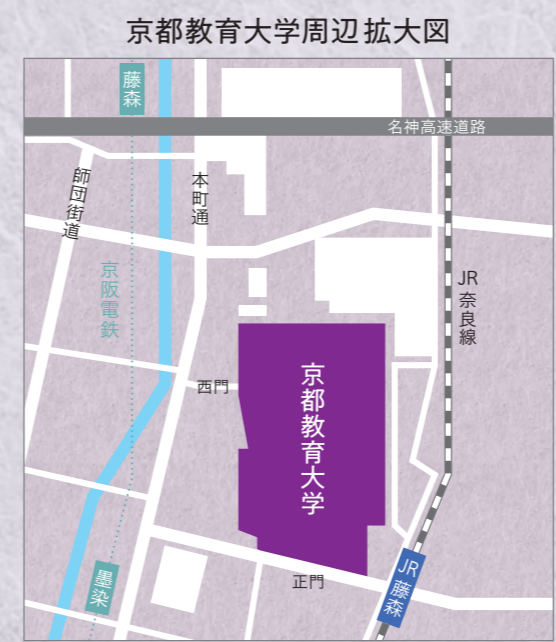 京都教育大学周辺拡大図
藤森
名神高速道路
師団街道
本町通
京阪電鉄
JR奈良線
西門
京都教育大学
墨染
正門
JR藤森